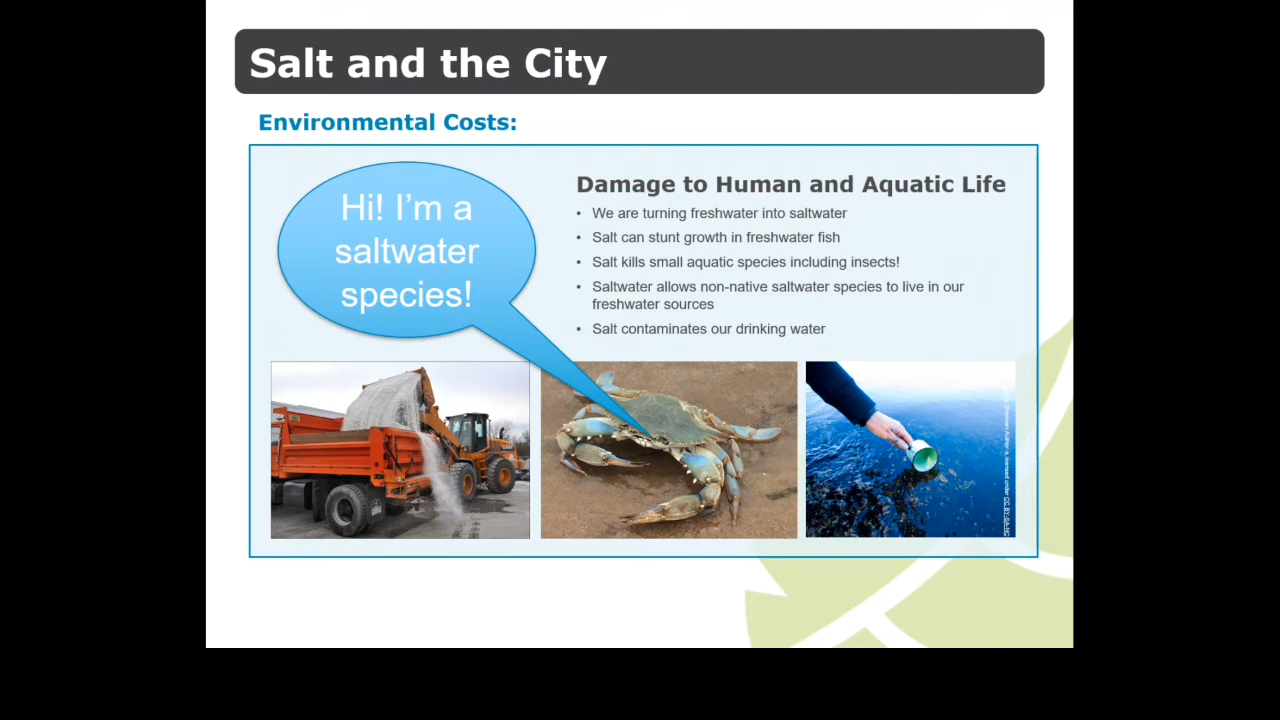 Salt and the City
Environmental Costs:
Hi! I’m a
saltwater
species!
Damage to Human and Aquatic Life
• We are turning freshwater into saltwater
• Salt can stunt growth in freshwater fish
• Salt kills small aquatic species including insects!
• Saltwater allows non-native saltwater species to live in our
freshwater sources
• Salt contaminates our drinking water